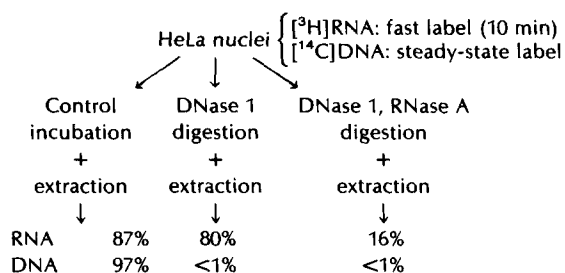 HeLa nuclei { [³H]RNA: fast label (10 min)
[¹⁴C]DNA: steady-state label
Control DNase 1 DNase 1, RNase A
incubation digestion digestion
+ + +
extraction extraction extraction
RNA 87% 80% 16%
DNA 97% <1% <1%